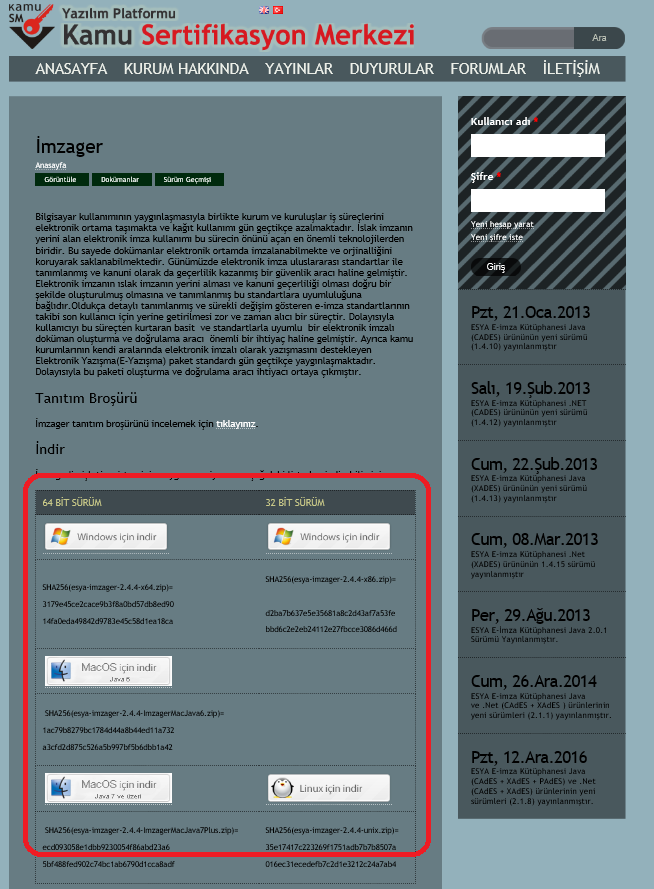 kamu
SM
Yazılım Platformu
Kamu Sertifikasyon Merkezi
Ara
ANASAYFA KURUM HAKKINDA YAYINLAR DUYURULAR FORUMLAR İLETİŞİM
İmzager
Anasayfa
Görüntüle Dokümanlar Sürüm Geçmişi
Bilgisayar kullanımının yaygınlaşmasıyla birlikte kurum ve kuruluşlar iş süreçlerini
elektronik ortama taşımakta ve kağıt kullanımı gün geçtikçe azalmaktadır. Islak imzanın
yerini alan elektronik imza kullanımı bu sürecin önünü açan en önemli teknolojilerden
biridir. Bu sayede dokümanlar elektronik ortamda imzalanabilmekte ve orjinalliğini
koruyarak saklanabilmektedir. Günümüzde elektronik imza uluslararası standartlar ile
tanımlanmış ve kanuni olarak da geçerlilik kazanmış bir güvenlik aracı haline gelmiştir.
Elektronik imzanın ıslak imzanın yerini alması ve kanuni geçerliliği olması doğru bir
şekilde oluşturulmuş olmasına ve tanımlanmış bu standartlara uyumluluğuna
bağlıdır.Oldukça detaylı tanımlanmış ve sürekli değişim gösteren e-imza standartlarının
takibi son kullanıcı için yerine getirilmesi zor ve zaman alıcı bir süreçtir. Dolayısıyla
kullanıcıyı bu süreçten kurtaran basit ve standartlarla uyumlu bir elektronik imzalı
doküman oluşturma ve doğrulama aracı önemli bir ihtiyaç haline gelmiştir. Ayrıca kamu
kurumlarının kendi aralarında elektronik imzalı olarak yazışmasını destekleyen
Elektronik Yazışma(E-Yazışma) paket standardı gün geçtikçe yaygınlaşmaktadır.
Dolayısıyla bu paketi oluşturma ve doğrulama aracı ihtiyacı ortaya çıkmıştır.
Tanıtım Broşürü
İmzager tanıtım broşürünü incelemek için tıklayınız.
İndir
64 BİT SÜRÜM 32 BİT SÜRÜM
Windows için indir Windows için indir
SHA256(esya-imzager-2.4.4-x64.zip)=
3179e45ce2cace9b3f8a0bd57db8ed90
14fa0eda49842d9783e45c58d1ea18ca
SHA256(esya-imzager-2.4.4-x86.zip)=
d2ba7b637e5e35681a8c2d43af7a53fe
bbd6c2e2eb24112e27fbcce3086d466d
MacOS için indir
Java 6
SHA256(esya-imzager-2.4.4-ImzagerMacJava6.zip)=
1ac79b8279bc1784d44a8b44ed11a732
a3cfd2d875c526a5b997bf5b6dbb1a42
MacOS için indir
Java 7 ve üzeri
Linux için indir
SHA256(esya-imzager-2.4.4-ImzagerMacJava7Plus.zip)=
ecd093058e1dbb9230054f86abd23a6
5bf488fed902c74bc1ab6790d1cca8adf
SHA256(esya-imzager-2.4.4-unix.zip)=
35e17417c223269f1751adb7b7b8507a
016ec31ecedefb7c2d1e3212c24a7ab4
Kullanıcı adı *
Şifre *
Yeni hesap yarat
Yeni şifre iste
Giriş
Pzt, 21.Oca.2013
ESYA E-İmza Kütüphanesi Java
(CADES) ürününün yeni sürümü
(1.4.10) yayınlanmıştır
Salı, 19.Şub.2013
ESYA E-İmza Kütüphanesi .NET
(CADES) ürününün yeni sürümü
(1.4.12) yayınlanmıştır
Cum, 22.Şub.2013
ESYA E-İmza Kütüphanesi Java
(XADES) ürününün yeni sürümü
(1.4.13) yayınlanmıştır
Cum, 08.Mar.2013
ESYA E-İmza Kütüphanesi .Net
(XADES) ürününün 1.4.15 sürümü
yayınlanmıştır
Per, 29.Ağu.2013
ESYA E-İmza Kütüphanesi Java 2.0.1
Sürümü Yayınlanmıştır.
Cum, 26.Ara.2014
ESYA E-İmza Kütüphanesi Java
ve .Net (CAdES + XAdES ) ürünlerinin
yeni sürümleri (2.1.1) yayınlanmıştır.
Pzt, 12.Ara.2016
ESYA E-İmza Kütüphanesi Java
(CAdES + XAdES + PAdES) ve .Net
(CAdES + XAdES) ürünlerinin yeni
sürümleri (2.1.8) yayınlanmıştır.